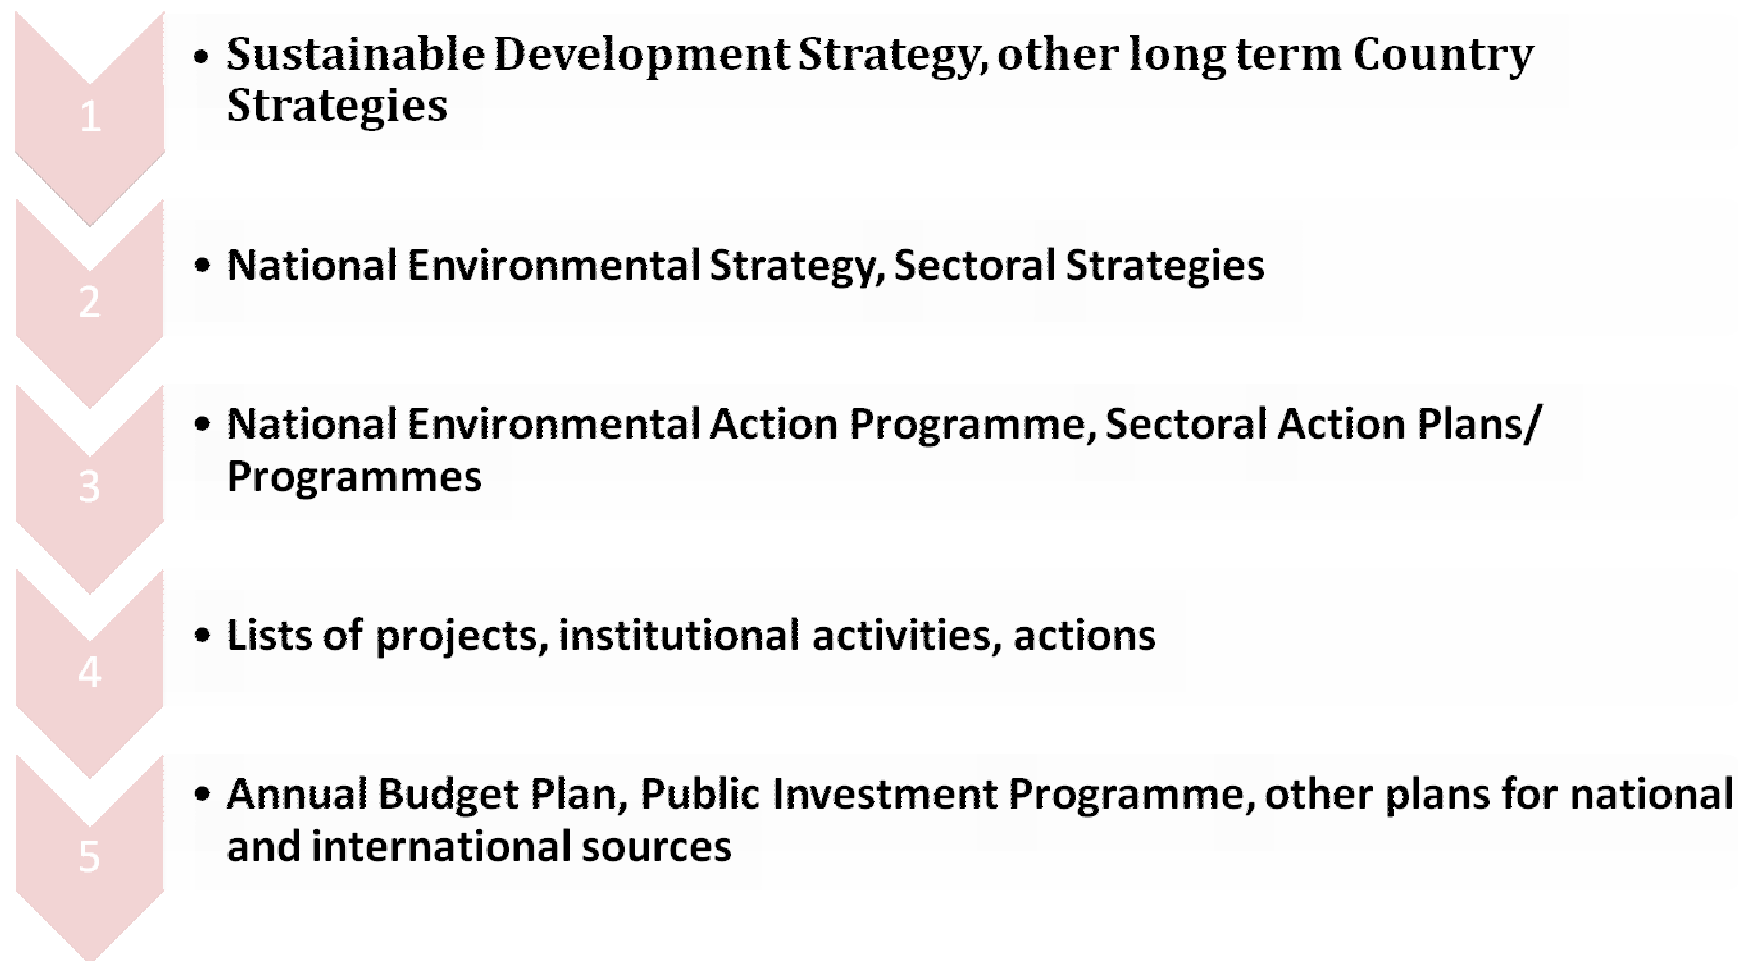 1
• Sustainable Development Strategy, other long term Country
Strategies
2
• National Environmental Strategy, Sectoral Strategies
3
• National Environmental Action Programme, Sectoral Action Plans/
Programmes
4
• Lists of projects, institutional activities, actions
5
• Annual Budget Plan, Public Investment Programme, other plans for national
and international sources